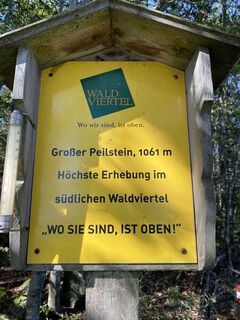 WALD
VIERTEL
Wo wir sind, ist oben.
Großer Peilstein, 1061 m
Höchste Erhebung im
südlichen Waldviertel
„WO SIE SIND, IST OBEN!“